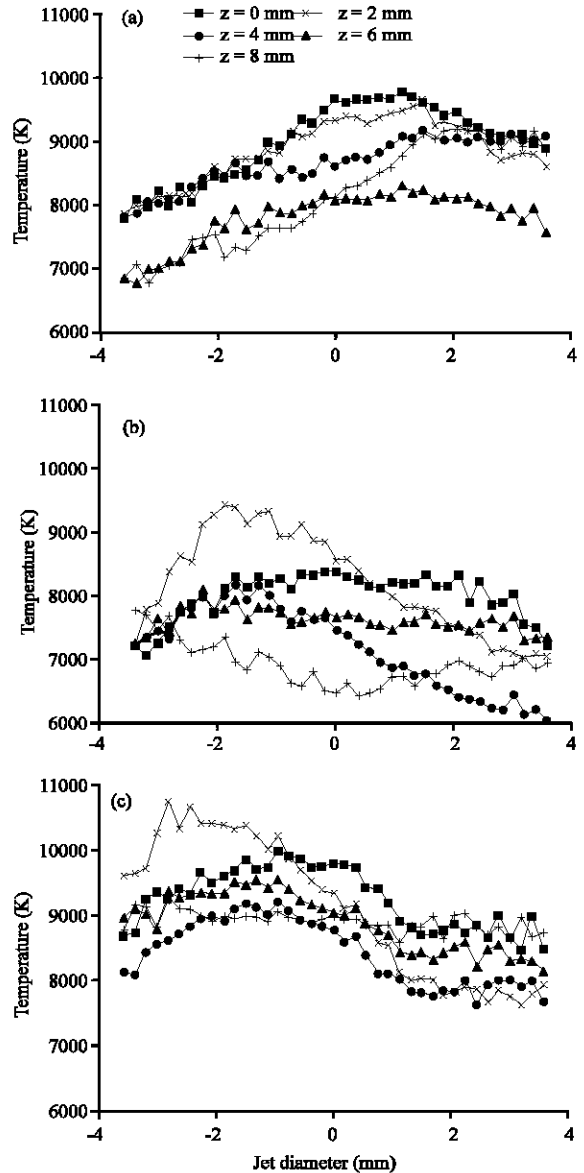 (a)
z = 0 mm z = 2 mm
z = 4 mm z = 6 mm
z = 8 mm
11000
10000
9000
8000
7000
6000
Temperature (K)
-4 -2 0 2 4
(b)
11000
10000
9000
8000
7000
6000
Temperature (K)
-4 -2 0 2 4
(c)
11000
10000
9000
8000
7000
6000
Temperature (K)
-4 -2 0 2 4
Jet diameter (mm)